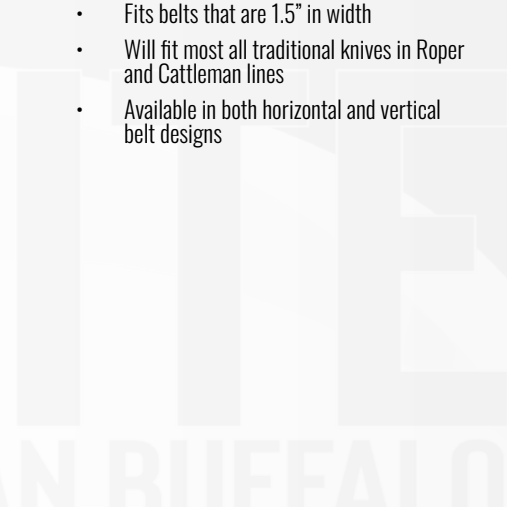 • Fits belts that are 1.5” in width
• Will fit most all traditional knives in Roper
and Cattleman lines
• Available in both horizontal and vertical
belt designs
ITE
AN BUFFALO